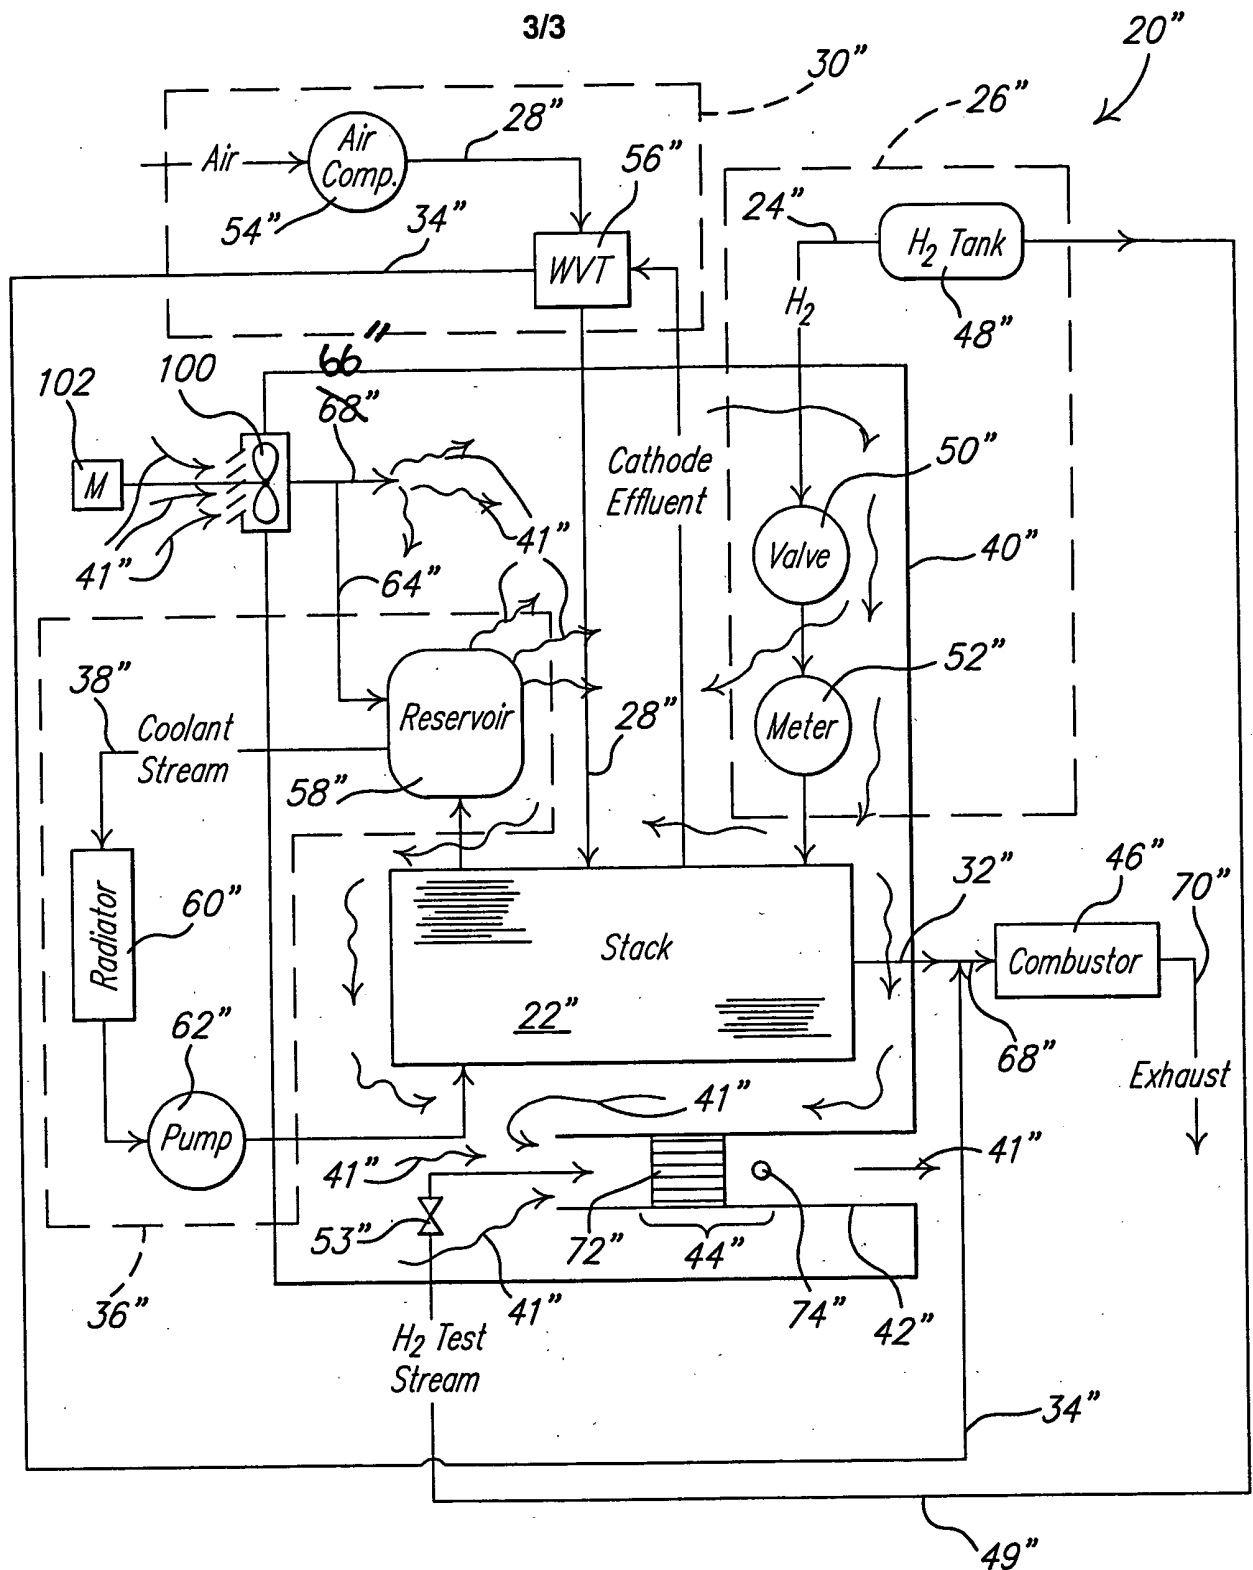 3/3
20”
30”
26”
28”
Air
Air
Comp.
54”
56”
34”
24”
H2 Tank
WVT
H2
48”
66”
68”
102
100
M
Cathode
Effluent
50”
Valve
40”
41”
41”
64”
52”
38”
Coolant
Stream
Reservoir
28”
Meter
58”
32”
46”
70”
Radiator
60”
Stack
Combustor
22”
62”
68”
Exhaust
Pump
41”
41”
41”
53”
72”
44”
74”
42”
36”
41”
H2 Test
Stream
34”
49”